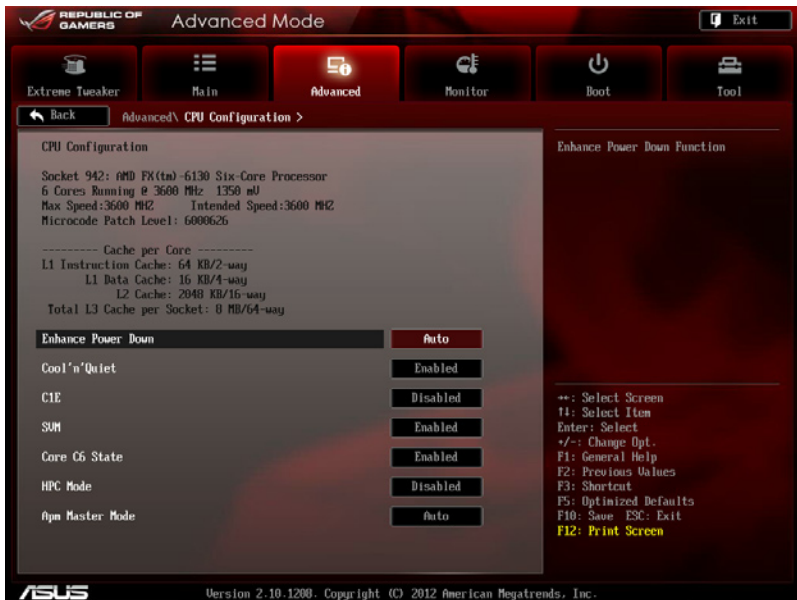 REPUBLIC OF
GAMERS
Advanced Mode
Exit
Extreme Tweaker
Main
Advanced
Monitor
Boot
Tool
Back
Advanced\ CPU Configuration >
CPU Configuration
Socket 942: AMD FX(tm)-6130 Six-Core Processor
6 Cores Running @ 3600 MHz 1350 mV
Max Speed:3600 MHZ Intended Speed:3600 MHZ
Microcode Patch Level: 6000626
--------- Cache per Core ---------
L1 Instruction Cache: 64 KB/2-way
L1 Data Cache: 16 KB/4-way
L2 Cache: 2048 KB/16-way
Total L3 Cache per Socket: 8 MB/64-way
Enhance Power Down
Auto
Cool'n'Quiet
Enabled
C1E
Disabled
SVM
Enabled
Core C6 State
Enabled
HPC Mode
Disabled
Apm Master Mode
Auto
Enhance Power Down Function
→←: Select Screen
↑↓: Select Item
Enter: Select
+/-: Change Opt.
F1: General Help
F2: Previous Values
F3: Shortcut
F5: Optimized Defaults
F10: Save ESC: Exit
F12: Print Screen
ASUS
Version 2.10.1208. Copyright (C) 2012 American Megatrends, Inc.